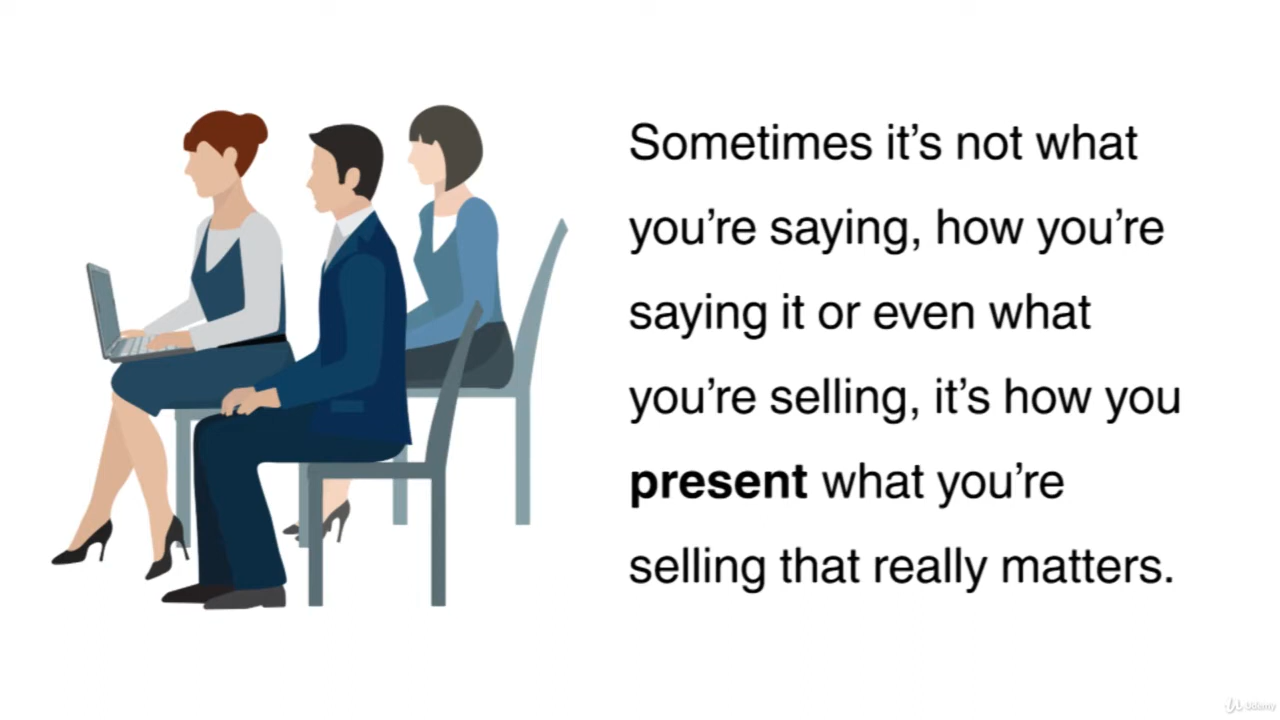 Sometimes it’s not what
you’re saying, how you’re
saying it or even what
you’re selling, it’s how you
present what you’re
selling that really matters.
Udemy